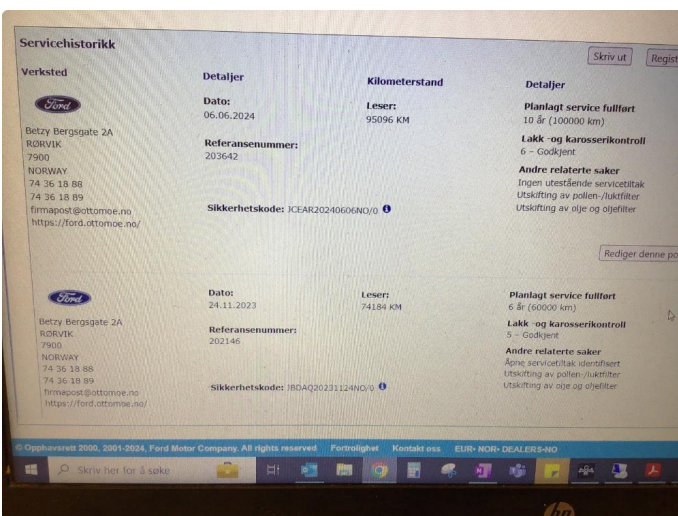 Servicehistorikk
Skriv ut
Regist
Verksted
Detaljer
Kilometerstand
Detaljer
Ford
Betzy Bergsgate 2A
RØRVIK
7900
NORWAY
74 36 18 88
firmapost@ottomoe.no
https://ford.ottomoe.no/
Dato:
06.06.2024
Referansenummer:
203642
Sikkerhetskode: JCEAR20240606NO/0
Leser:
95096 KM
Planlagt service fullført
10 år (100000 km)
Lakk -og karosserikontroll
6 - Godkjent
Andre relaterte saker
Ingen utestående servicetiltak
Utskifting av pollen-/luktfilter
Utskifting av olje og oljefilter
Rediger denne po
Ford
Betzy Bergsgate 2A
RØRVIK
7900
NORWAY
74 36 18 88
74 36 18 89
firmapost@ottomoe.no
https://ford.ottomoe.no/
Dato:
24.11.2023
Referansenummer:
202146
Sikkerhetskode: JBDAQ20231124NO/0
Leser:
74184 KM
Planlagt service fullført
6 år (60000 km)
Lakk -og karosserikontroll
5 - Godkjent
Andre relaterte saker
Åpne servicetiltak identifisert
Utskifting av pollen-/luktfilter
Utskifting av olje og oljefilter
© Opphavsrett 2000, 2001-2024, Ford Motor Company. All rights reserved Fortrolighet Kontakt oss EUR- NOR- DEALERS-NO
Skriv her for å søke
hp